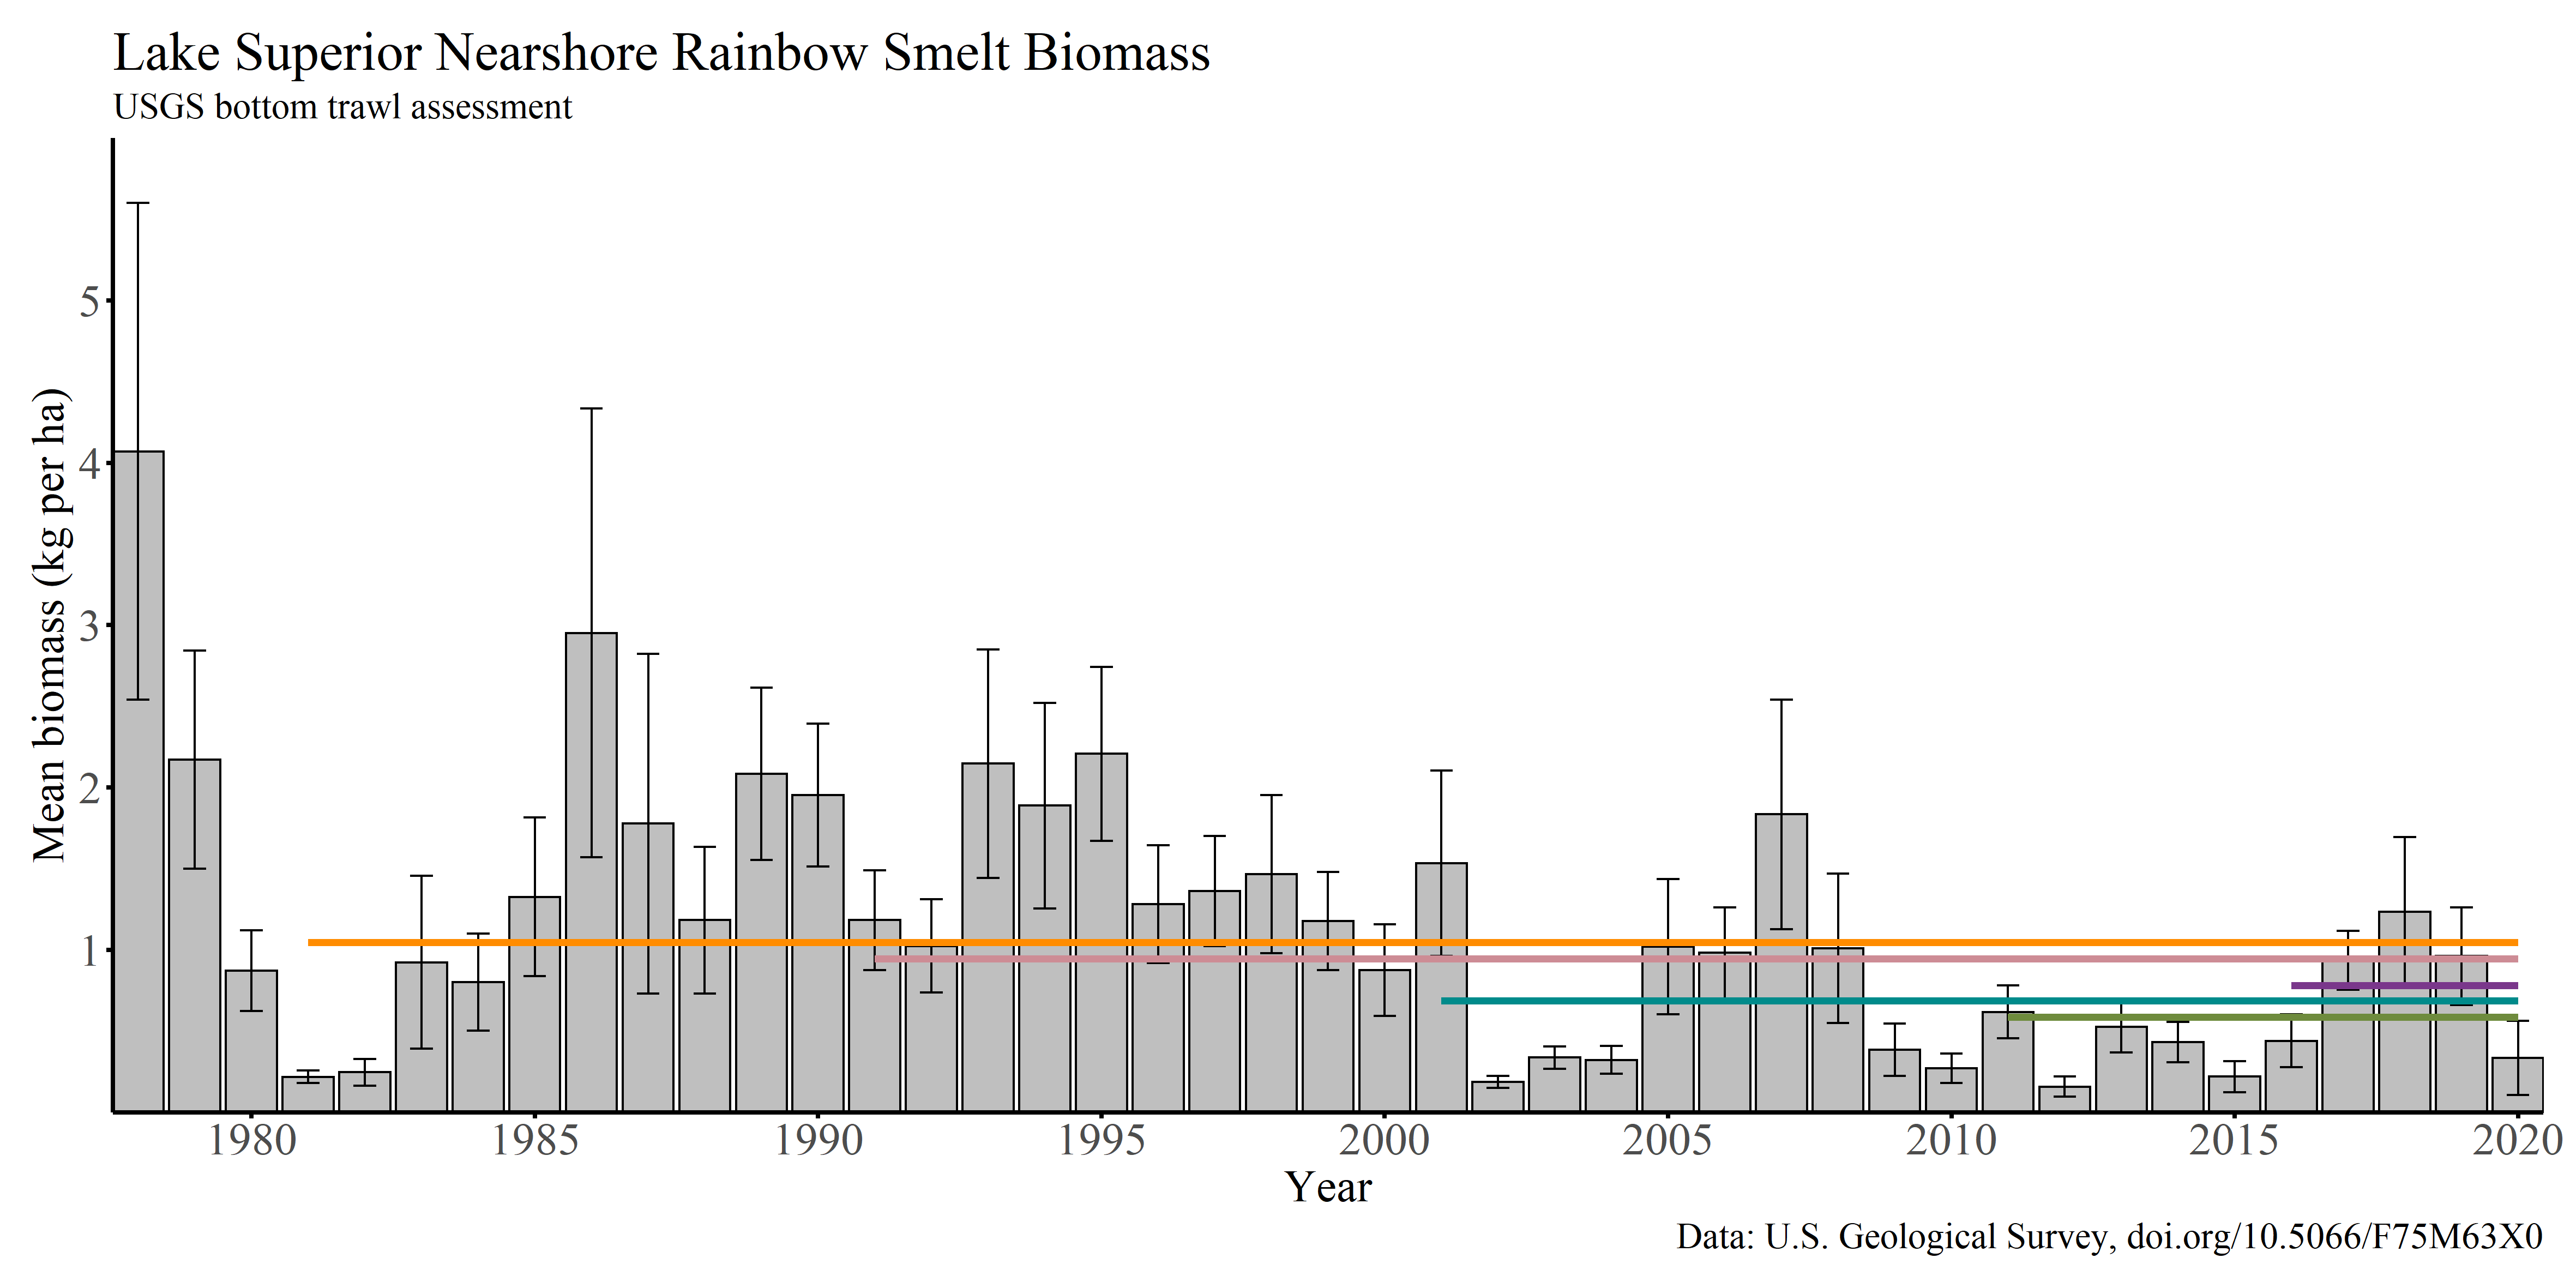 Lake Superior Nearshore Rainbow Smelt Biomass
USGS bottom trawl assessment
Mean biomass (kg per ha)
5
4
3
2
1
1980 1985 1990 1995 2000 2005 2010 2015 2020
Year
Data: U.S. Geological Survey, doi.org/10.5066/F75M63X0